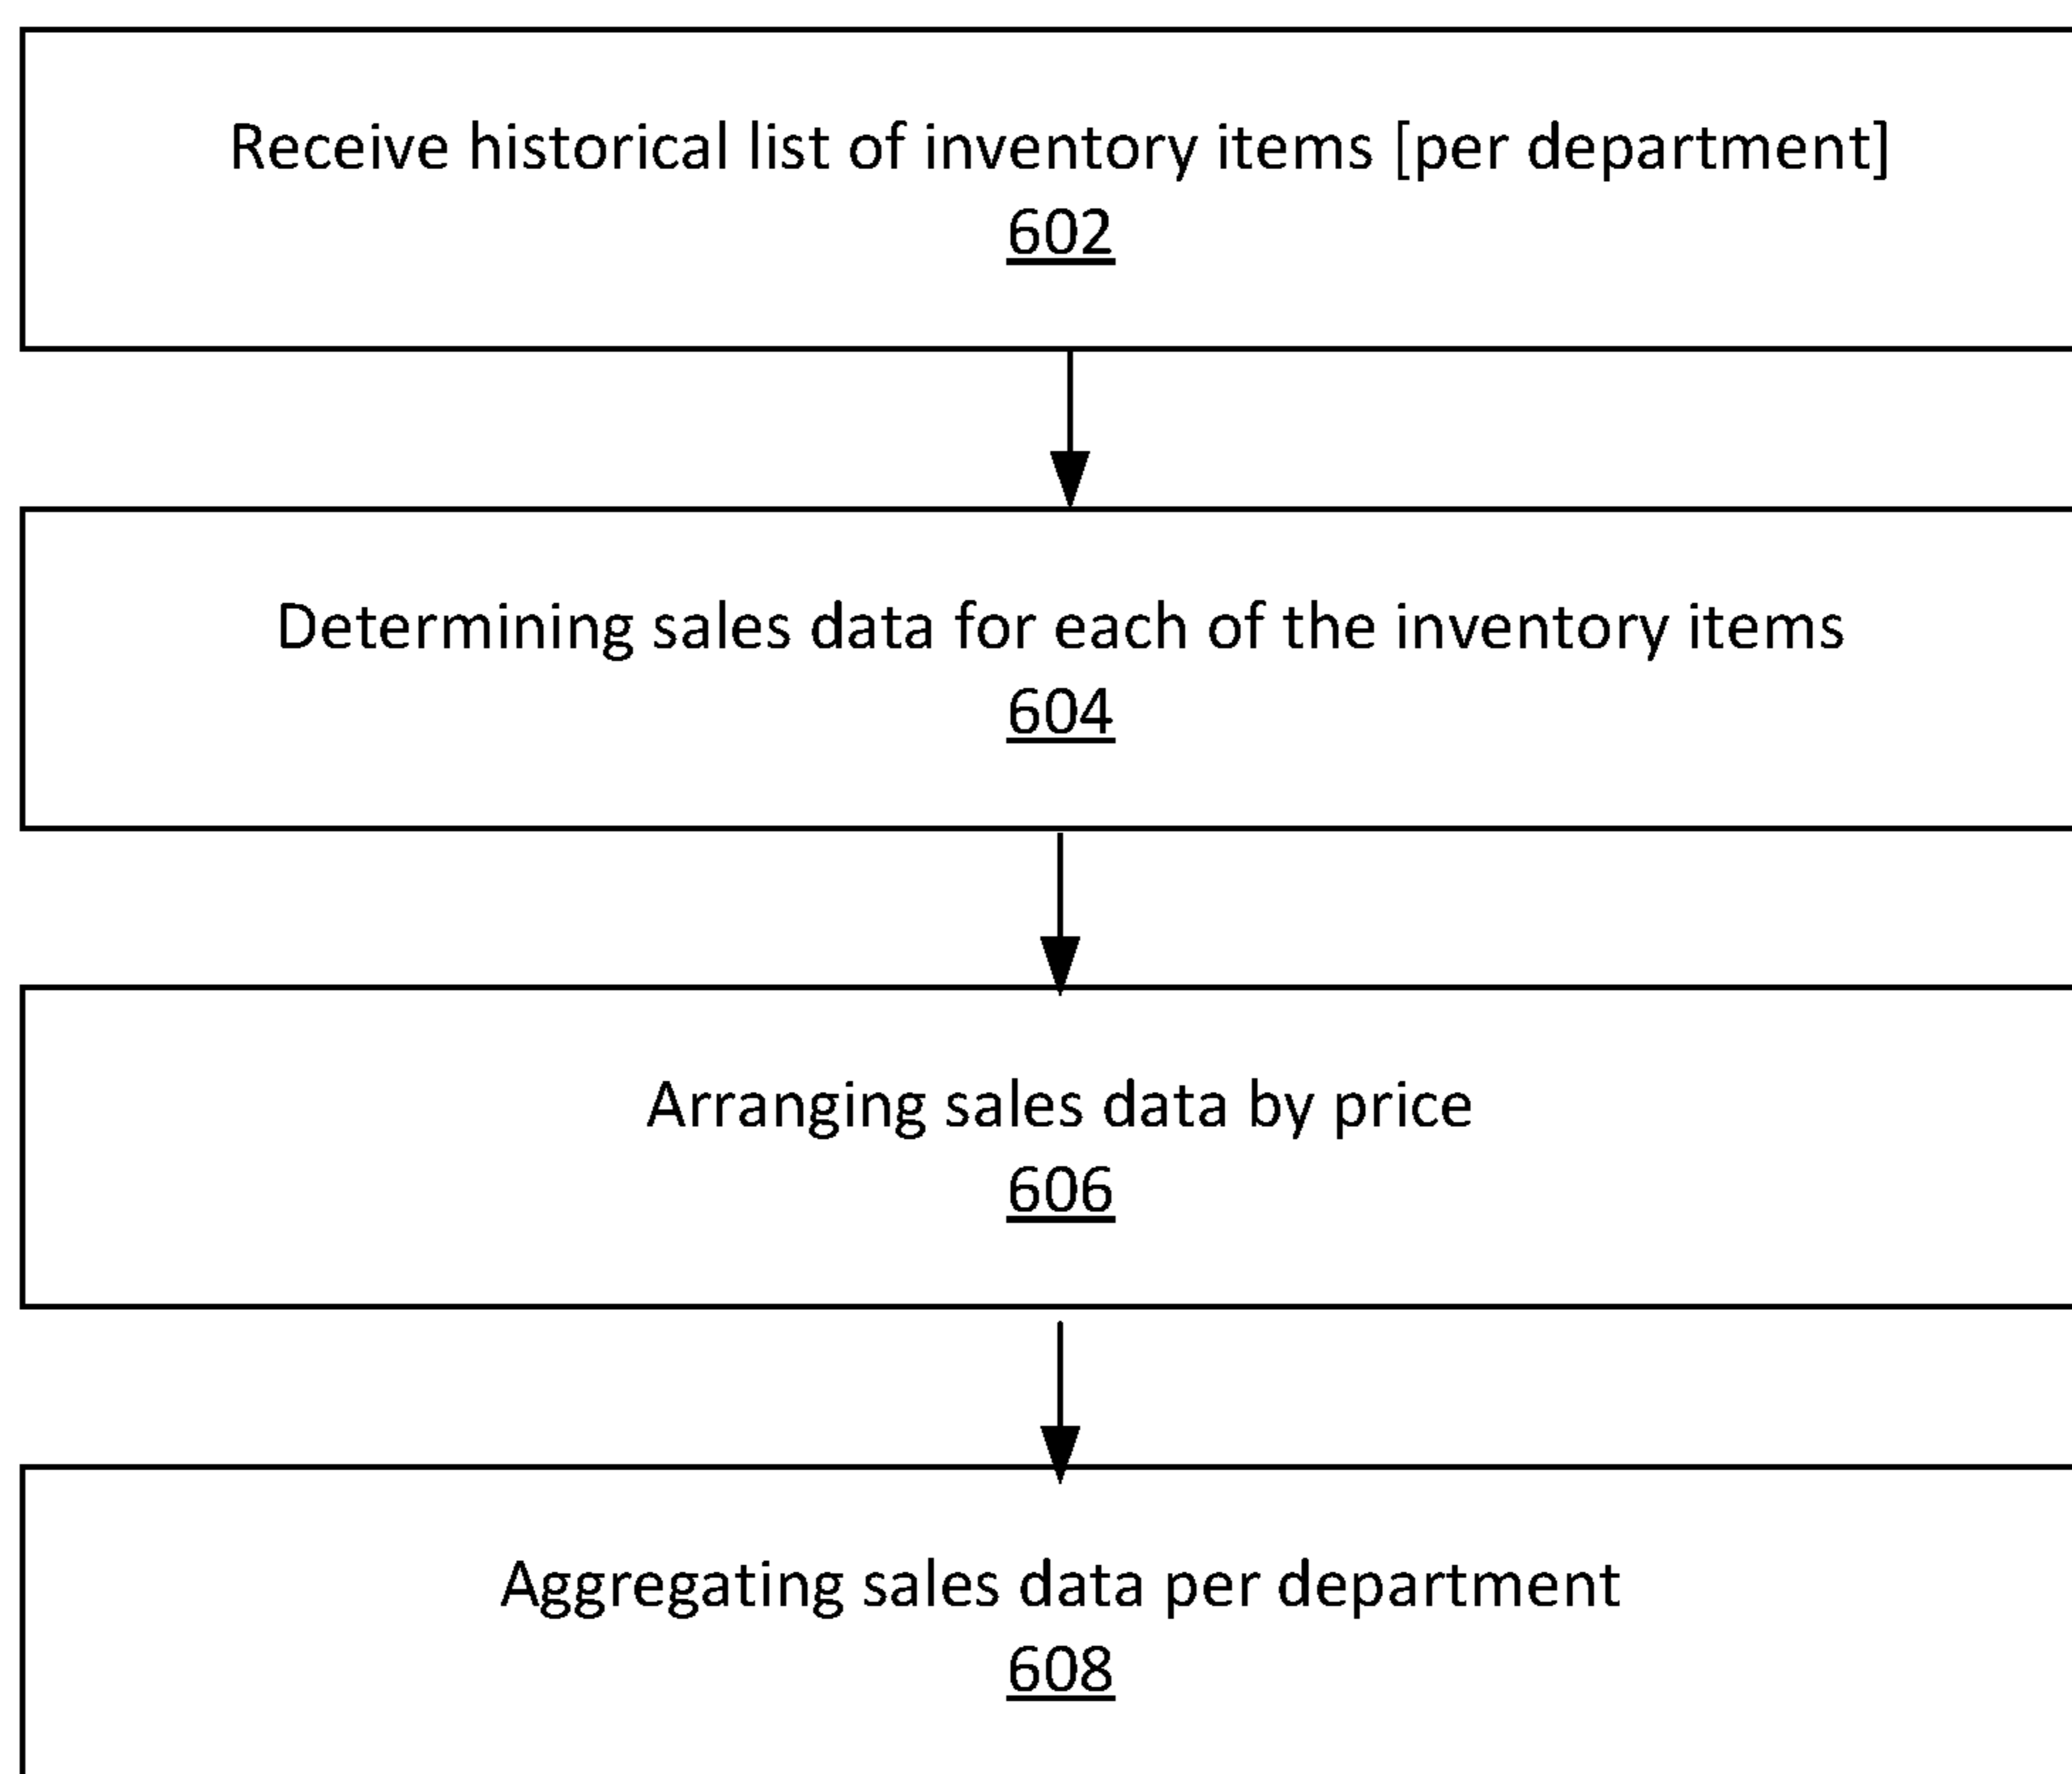 Receive historical list of inventory items [per department]
602
Determining sales data for each of the inventory items
604
Arranging sales data by price
606
Aggregating sales data per department
608